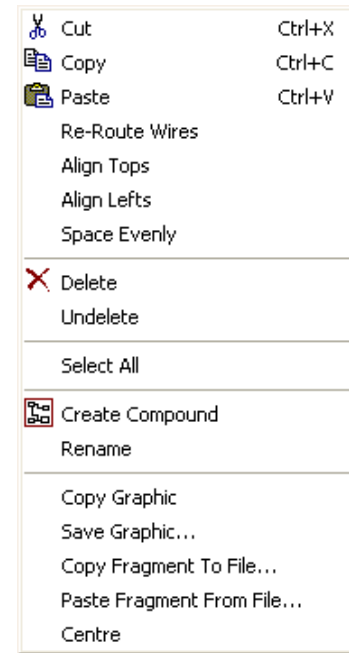 Cut Ctrl+X
Copy Ctrl+C
Paste Ctrl+V
Re-Route Wires
Align Tops
Align Lefts
Space Evenly
Delete
Undelete
Select All
Create Compound
Rename
Copy Graphic
Save Graphic...
Copy Fragment To File...
Paste Fragment From File...
Centre